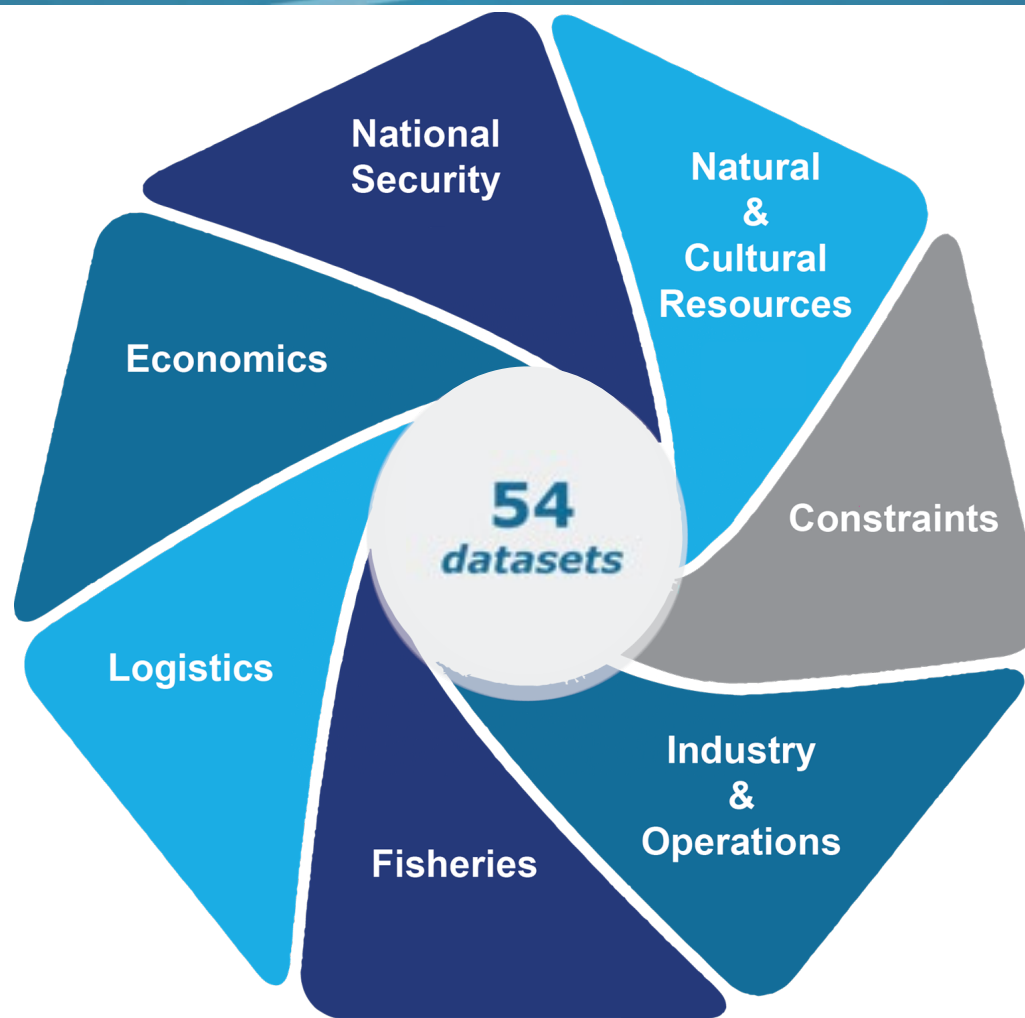 National
Security
Natural
&
Cultural
Resources
Economics
Constraints
54
datasets
Logistics
Industry
&
Operations
Fisheries